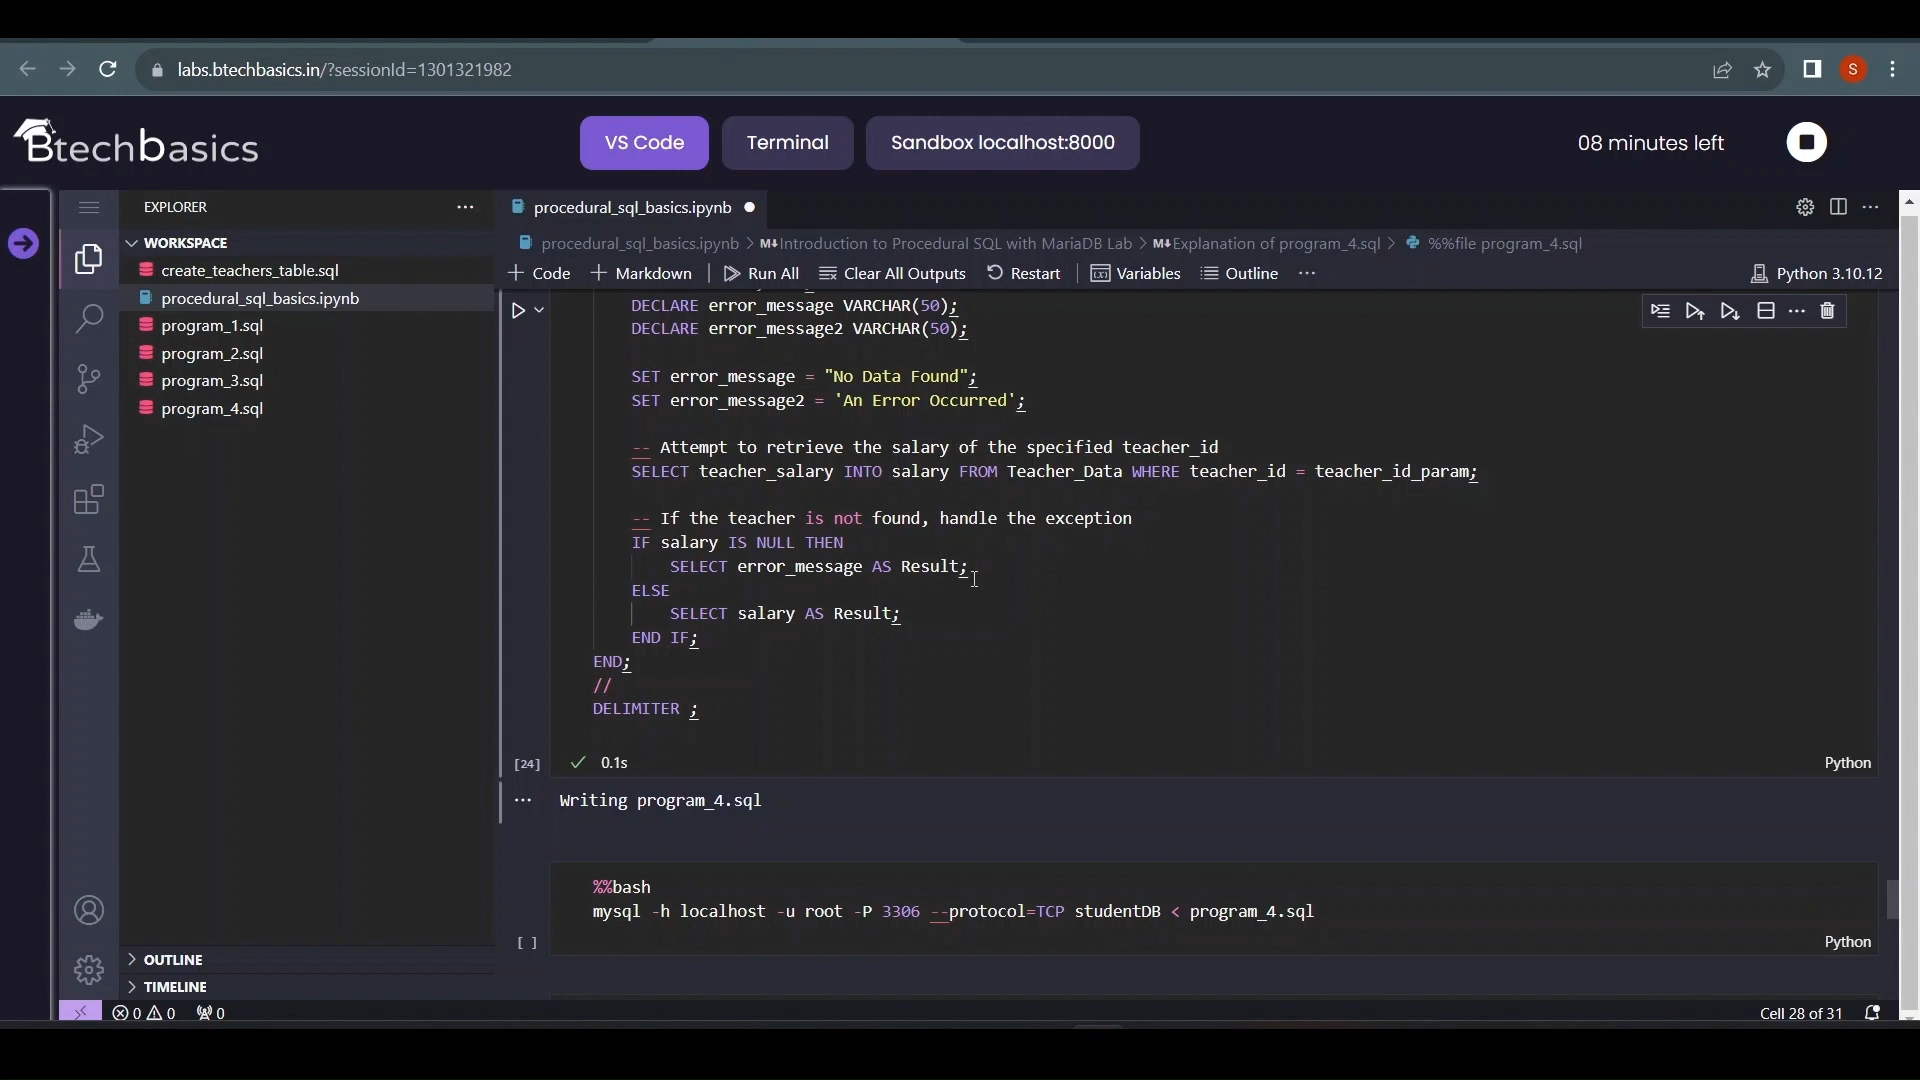 labs.btechbasics.in/?sessionId=1301321982
S
Btechbasics
VS Code
Terminal
Sandbox localhost:8000
08 minutes left
EXPLORER
WORKSPACE
create_teachers_table.sql
procedural_sql_basics.ipynb
program_1.sql
program_2.sql
program_3.sql
program_4.sql
OUTLINE
TIMELINE
procedural_sql_basics.ipynb
procedural_sql_basics.ipynb > M↓Introduction to Procedural SQL with MariaDB Lab > M↓Explanation of program_4.sql > %%file program_4.sql
+ Code + Markdown | Run All Clear All Outputs Restart | Variables Outline ...
Python 3.10.12
DECLARE error_message VARCHAR(50);
DECLARE error_message2 VARCHAR(50);
SET error_message = "No Data Found";
SET error_message2 = 'An Error Occurred';
-- Attempt to retrieve the salary of the specified teacher_id
SELECT teacher_salary INTO salary FROM Teacher_Data WHERE teacher_id = teacher_id_param;
-- If the teacher is not found, handle the exception
IF salary IS NULL THEN
SELECT error_message AS Result;
ELSE
SELECT salary AS Result;
END IF;
END;
//
DELIMITER ;
[24]
0.1s
Python
Writing program_4.sql
%%bash
mysql -h localhost -u root -P 3306 --protocol=TCP studentDB < program_4.sql
[ ]
Python
0 0 0
Cell 28 of 31